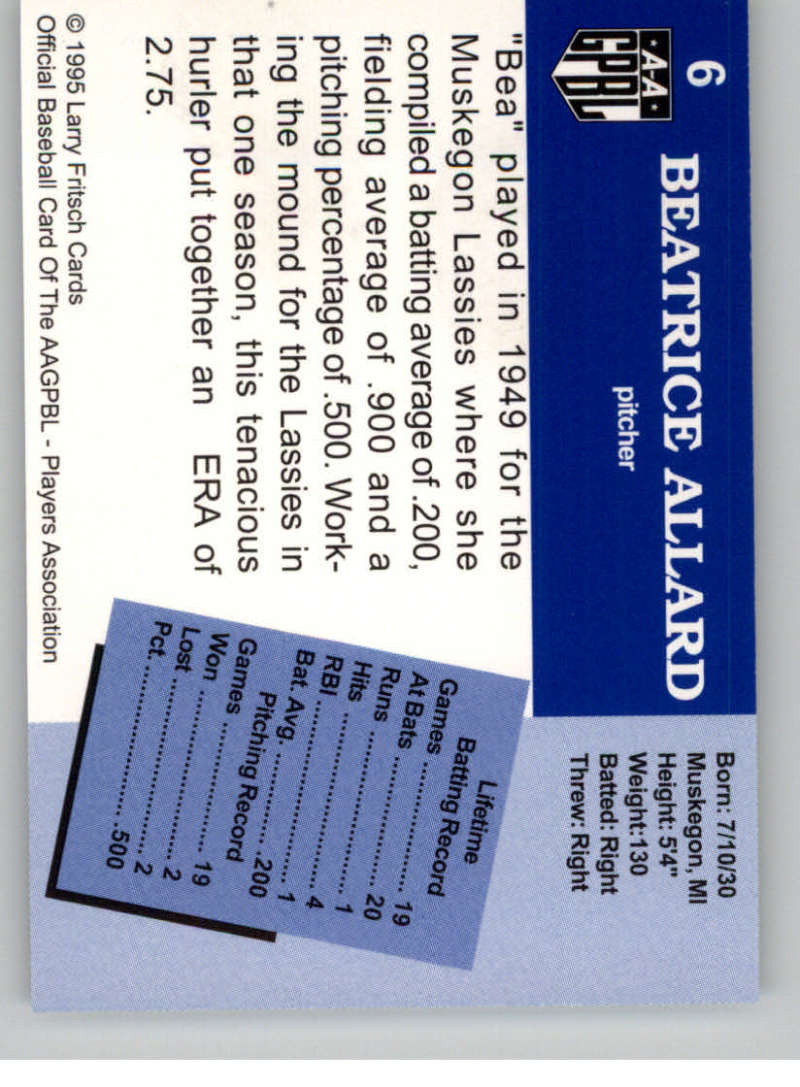 6
BEATRICE ALLARD
·A·A·
GPBL
pitcher
"Bea" played in 1949 for the
Muskegon Lassies where she
compiled a batting average of .200,
fielding average of .900 and a
pitching percentage of .500. Work-
ing the mound for the Lassies in
that one season, this tenacious
hurler put together an ERA of
2.75.
© 1995 Larry Fritsch Cards
Official Baseball Card Of The AAGPBL - Players Association
Born: 7/10/30
Muskegon, MI
Height: 5'4"
Weight:130
Batted: Right
Threw: Right
Lifetime
Batting Record
Games .................... 19
At Bats .................... 20
Runs .................... 1
Hits .................... 4
RBI .................... 1
Bat. Avg. .................... .200
Pitching Record
Games .................... 19
Won .................... 2
Lost .................... 2
Pct. .................... .500